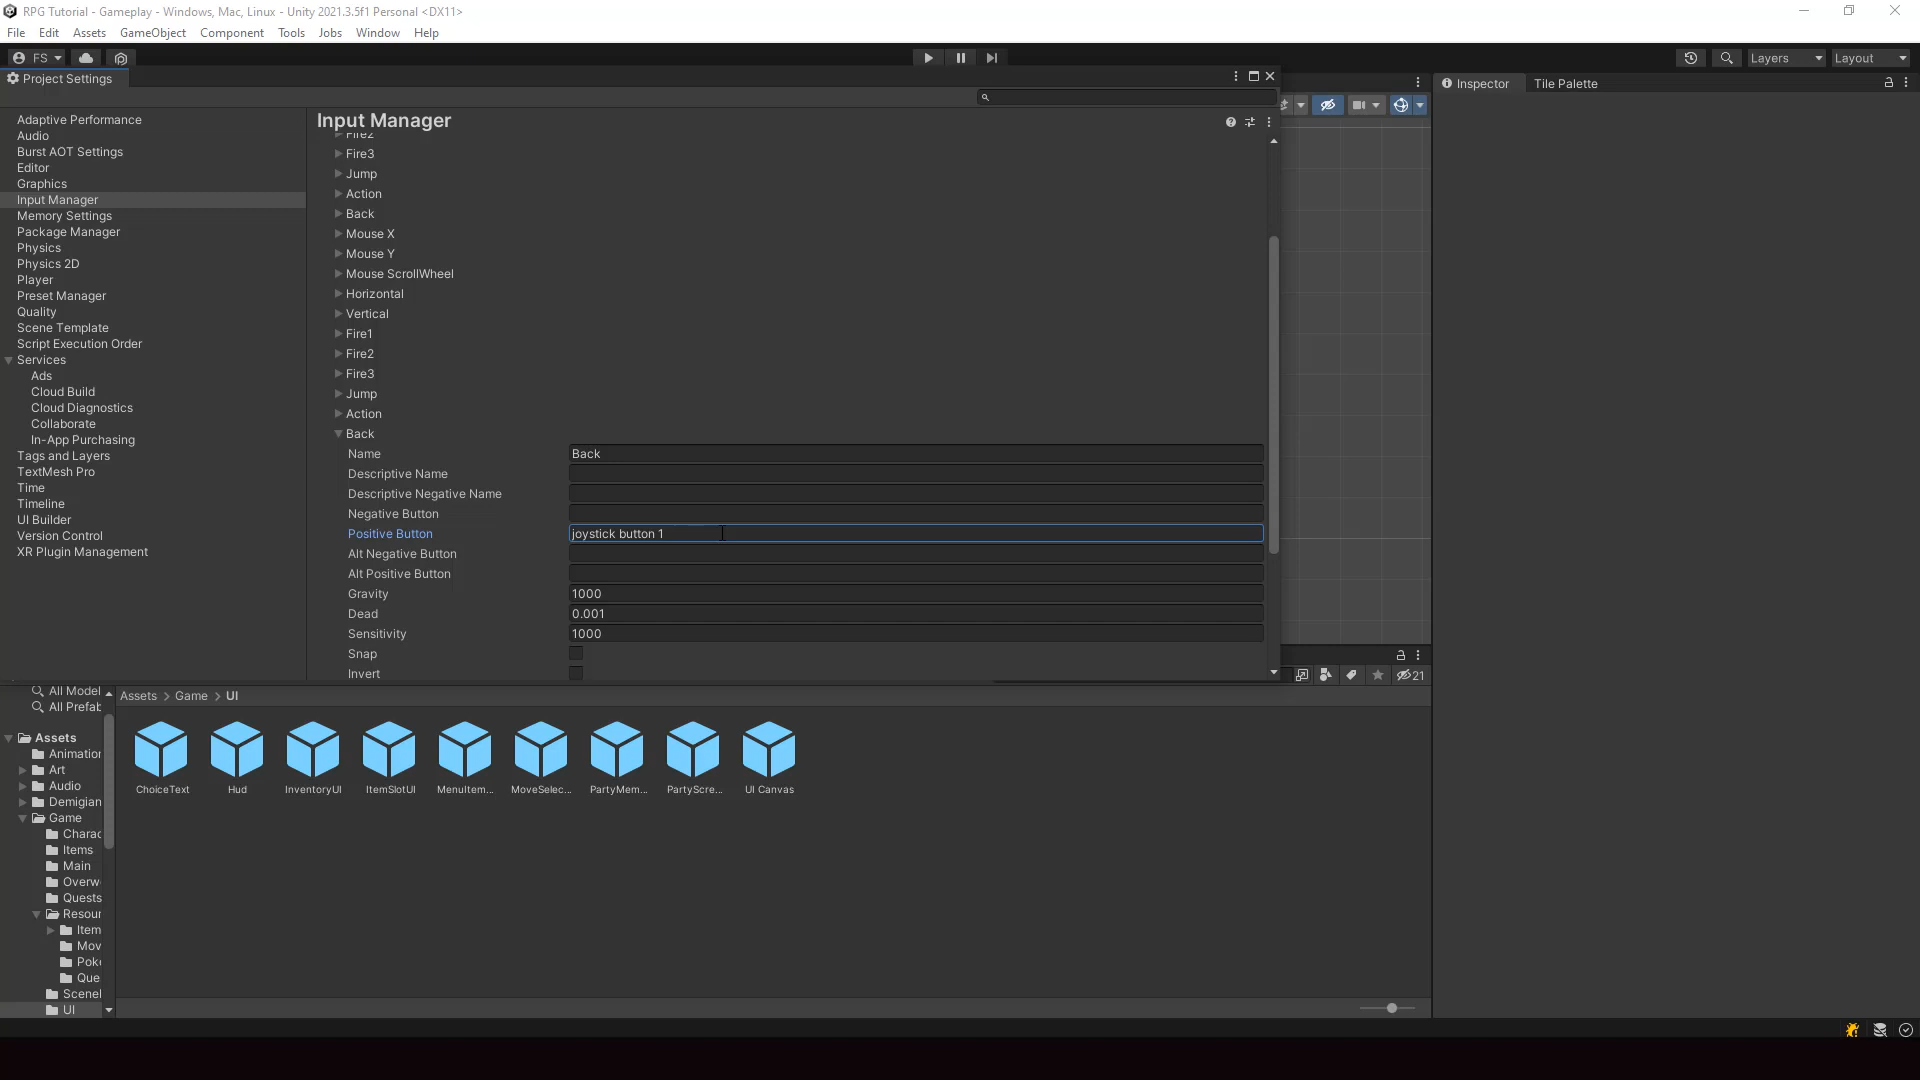 RPG Tutorial - Gameplay - Windows, Mac, Linux - Unity 2021.3.5f1 Personal <DX11>
File Edit Assets GameObject Component Tools Jobs Window Help
FS
Layers
Layout
Project Settings
Inspector
Tile Palette
Adaptive Performance
Audio
Burst AOT Settings
Editor
Graphics
Input Manager
Memory Settings
Package Manager
Physics
Physics 2D
Player
Preset Manager
Quality
Scene Template
Script Execution Order
Services
Ads
Cloud Build
Cloud Diagnostics
Collaborate
In-App Purchasing
Tags and Layers
TextMesh Pro
Time
Timeline
UI Builder
Version Control
XR Plugin Management
Input Manager
Fire2
Fire3
Jump
Action
Back
Mouse X
Mouse Y
Mouse ScrollWheel
Horizontal
Vertical
Fire1
Fire2
Fire3
Jump
Action
Back
Name Back
Descriptive Name
Descriptive Negative Name
Negative Button
Positive Button joystick button 1
Alt Negative Button
Alt Positive Button
Gravity 1000
Dead 0.001
Sensitivity 1000
Snap
Invert
21
All Model
All Prefab
Assets
Animation
Art
Audio
Demigian
Game
Charac
Items
Main
Overw
Quests
Resour
Item
Mov
Poke
Que
SceneI
UI
Assets > Game > UI
ChoiceText
Hud
InventoryUI
ItemSlotUI
MenuItem...
MoveSelec...
PartyMem...
PartyScre...
UI Canvas